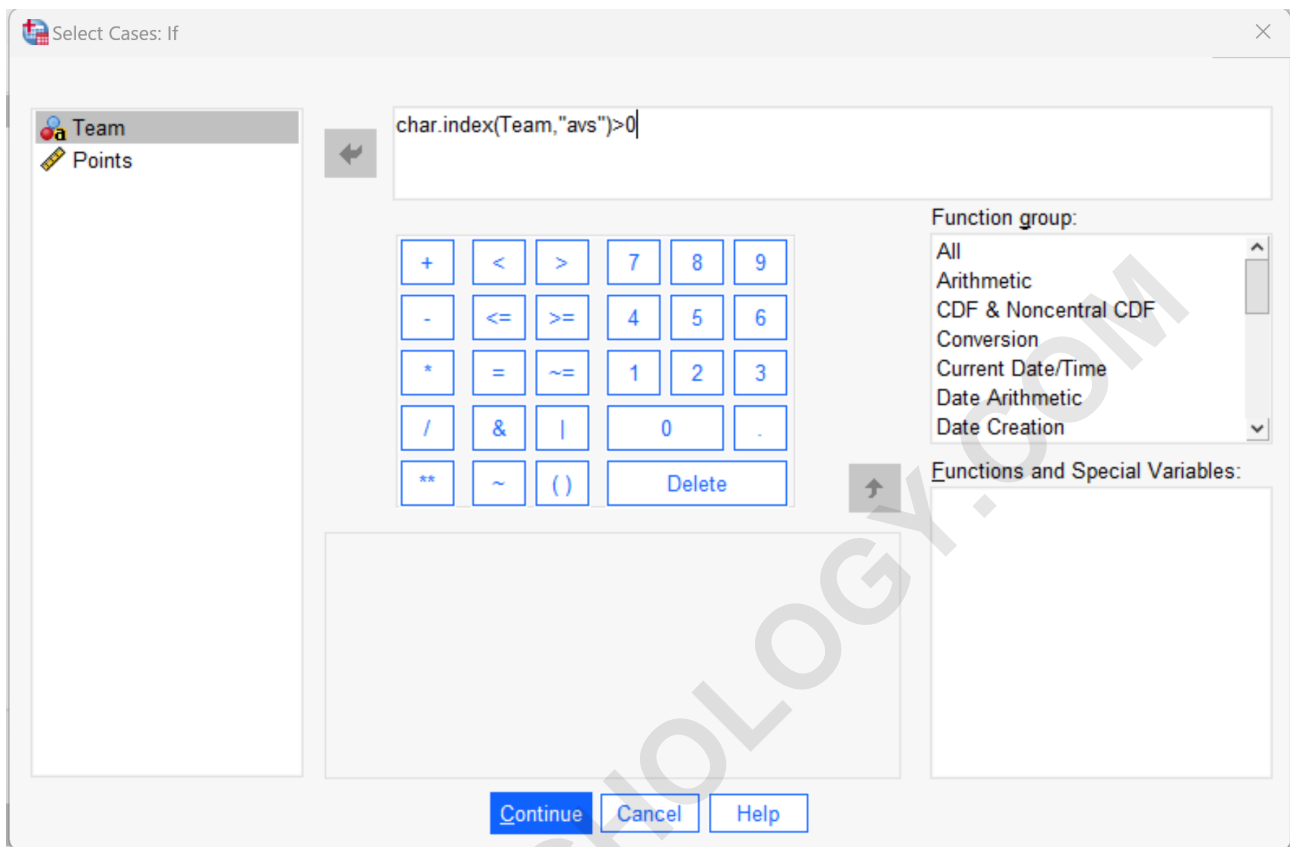 Select Cases: If
Team
Points
char.index(Team,"avs")>0
Function group:
All
Arithmetic
CDF & Noncentral CDF
Conversion
Current Date/Time
Date Arithmetic
Date Creation
+ < > 7 8 9
- <= >= 4 5 6
* = ~= 1 2 3
/ & | 0 .
** ~ ( ) Delete
Functions and Special Variables:
Continue Cancel Help
HOLOGY.COM